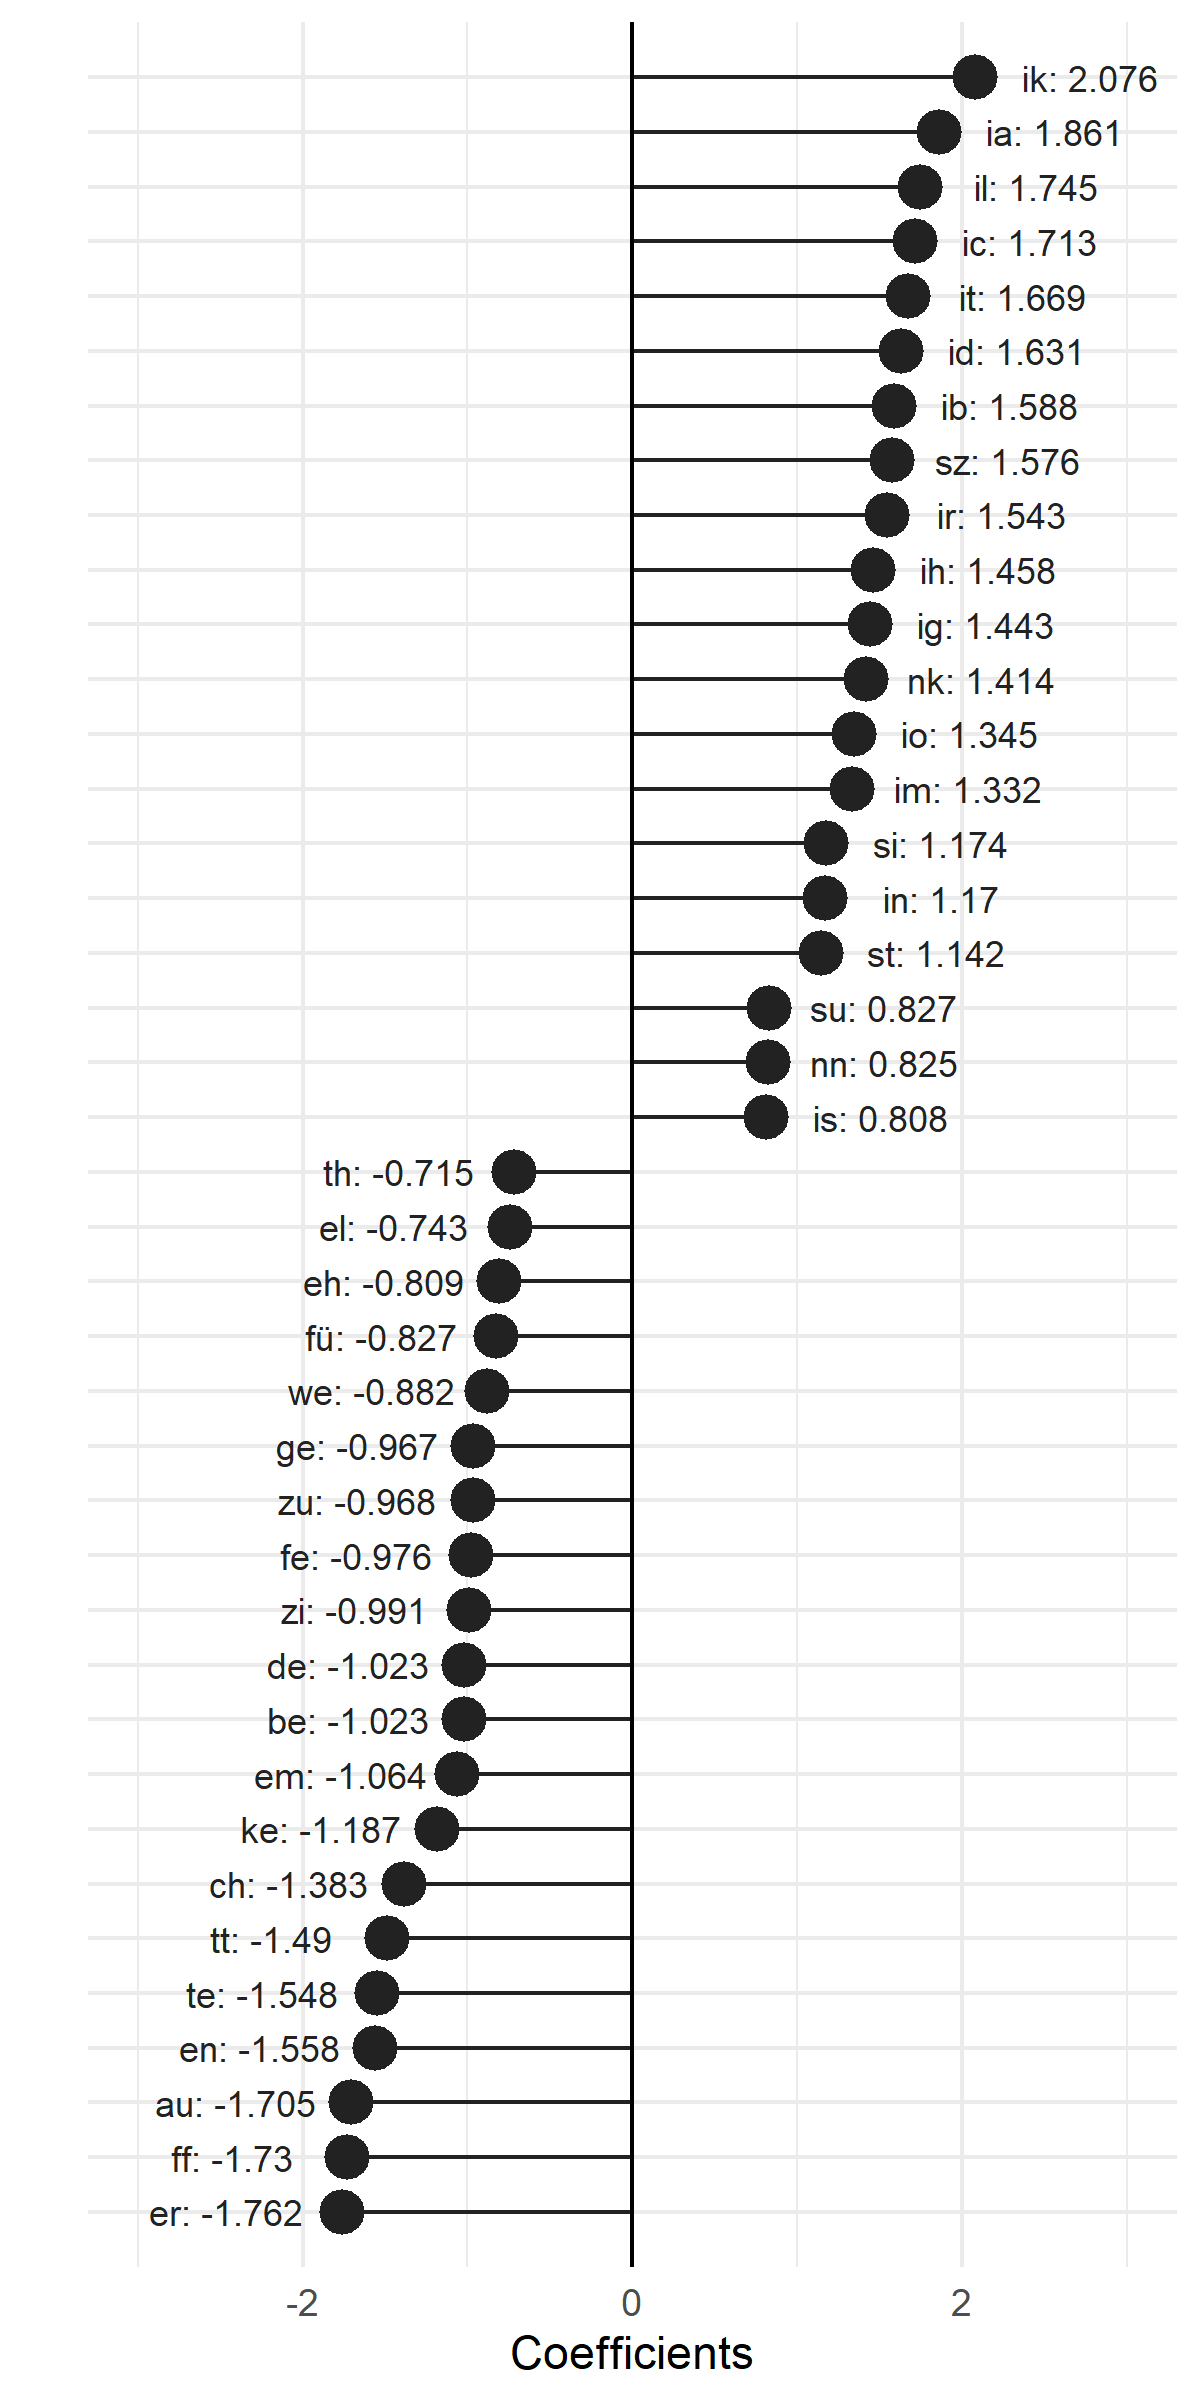 ik: 2.076
ia: 1.861
il: 1.745
ic: 1.713
it: 1.669
id: 1.631
ib: 1.588
sz: 1.576
ir: 1.543
ih: 1.458
ig: 1.443
nk: 1.414
io: 1.345
im: 1.332
si: 1.174
in: 1.17
st: 1.142
su: 0.827
nn: 0.825
is: 0.808
th: -0.715
el: -0.743
eh: -0.809
fü: -0.827
we: -0.882
ge: -0.967
zu: -0.968
fe: -0.976
zi: -0.991
de: -1.023
be: -1.023
em: -1.064
ke: -1.187
ch: -1.383
tt: -1.49
te: -1.548
en: -1.558
au: -1.705
ff: -1.73
er: -1.762
-2 0 2
Coefficients